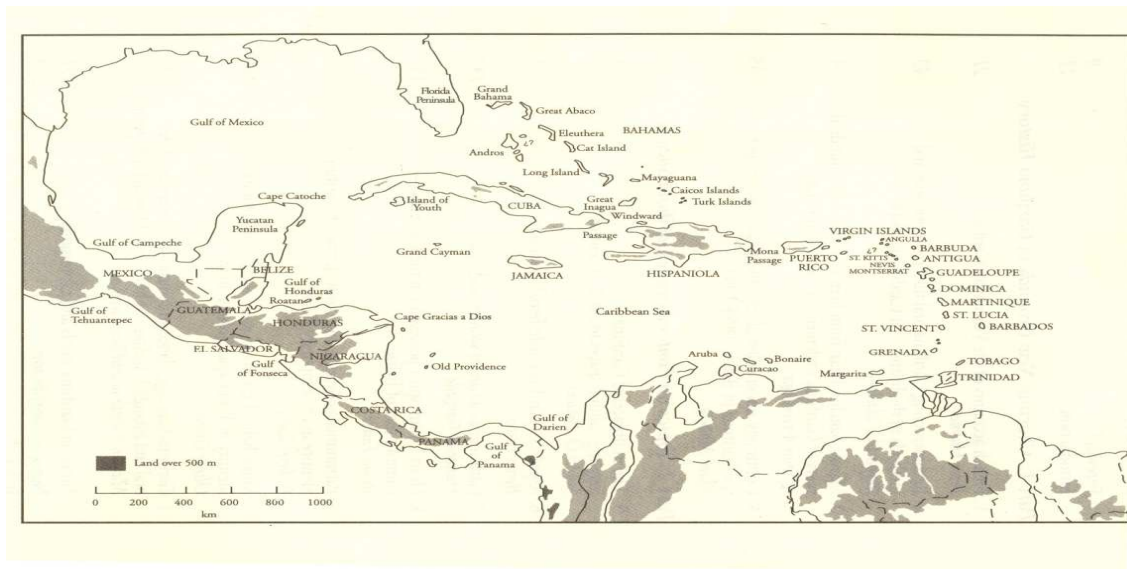 Florida
Peninsula
Grand
Bahama
Great Abaco
Gulf of Mexico
Eleuthera
BAHAMAS
¿?
Cat Island
Andros
Long Island
Mayaguana
Cape Catoche
Island of
Youth
CUBA
Great
Inagua
Caicos Islands
Turk Islands
Windward
Passage
Yucatan
Peninsula
Gulf of Campeche
Grand Cayman
VIRGIN ISLANDS
ANGULLA
Mona
Passage
PUERTO
RICO
¿?
ST. KITTS
NEVIS
MONTSERRAT
BARBUDA
ANTIGUA
MEXICO
BELIZE
JAMAICA
HISPANIOLA
GUADELOUPE
Gulf of
Honduras
Roatan
DOMINICA
MARTINIQUE
Gulf of
Tehuantepec
GUATEMALA
HONDURAS
Cape Gracias a Dios
Caribbean Sea
ST. LUCIA
ST. VINCENT
BARBADOS
EL SALVADOR
NICARAGUA
Gulf
of Fonseca
Old Providence
Aruba
Curacao
Bonaire
Margarita
GRENADA
TOBAGO
TRINIDAD
COSTA RICA
PANAMA
Gulf of
Darien
Gulf
of
Panama
Land over 500 m
0 200 400 600 800 1000
km